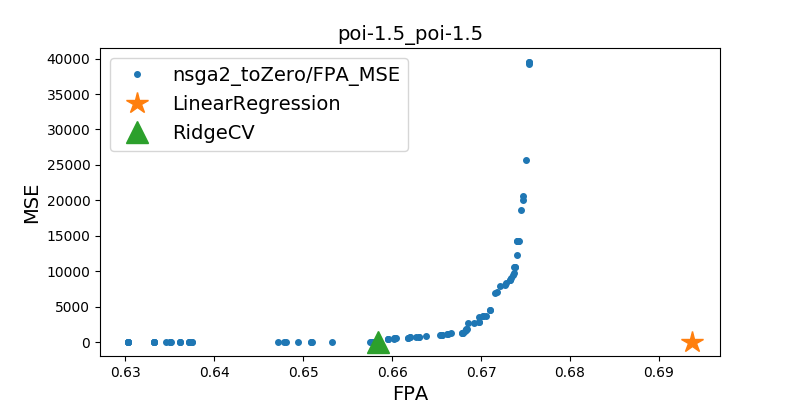 poi-1.5_poi-1.5
nsga2_toZero/FPA_MSE
LinearRegression
RidgeCV
MSE
40000
35000
30000
25000
20000
15000
10000
5000
0
0.63 0.64 0.65 0.66 0.67 0.68 0.69
FPA